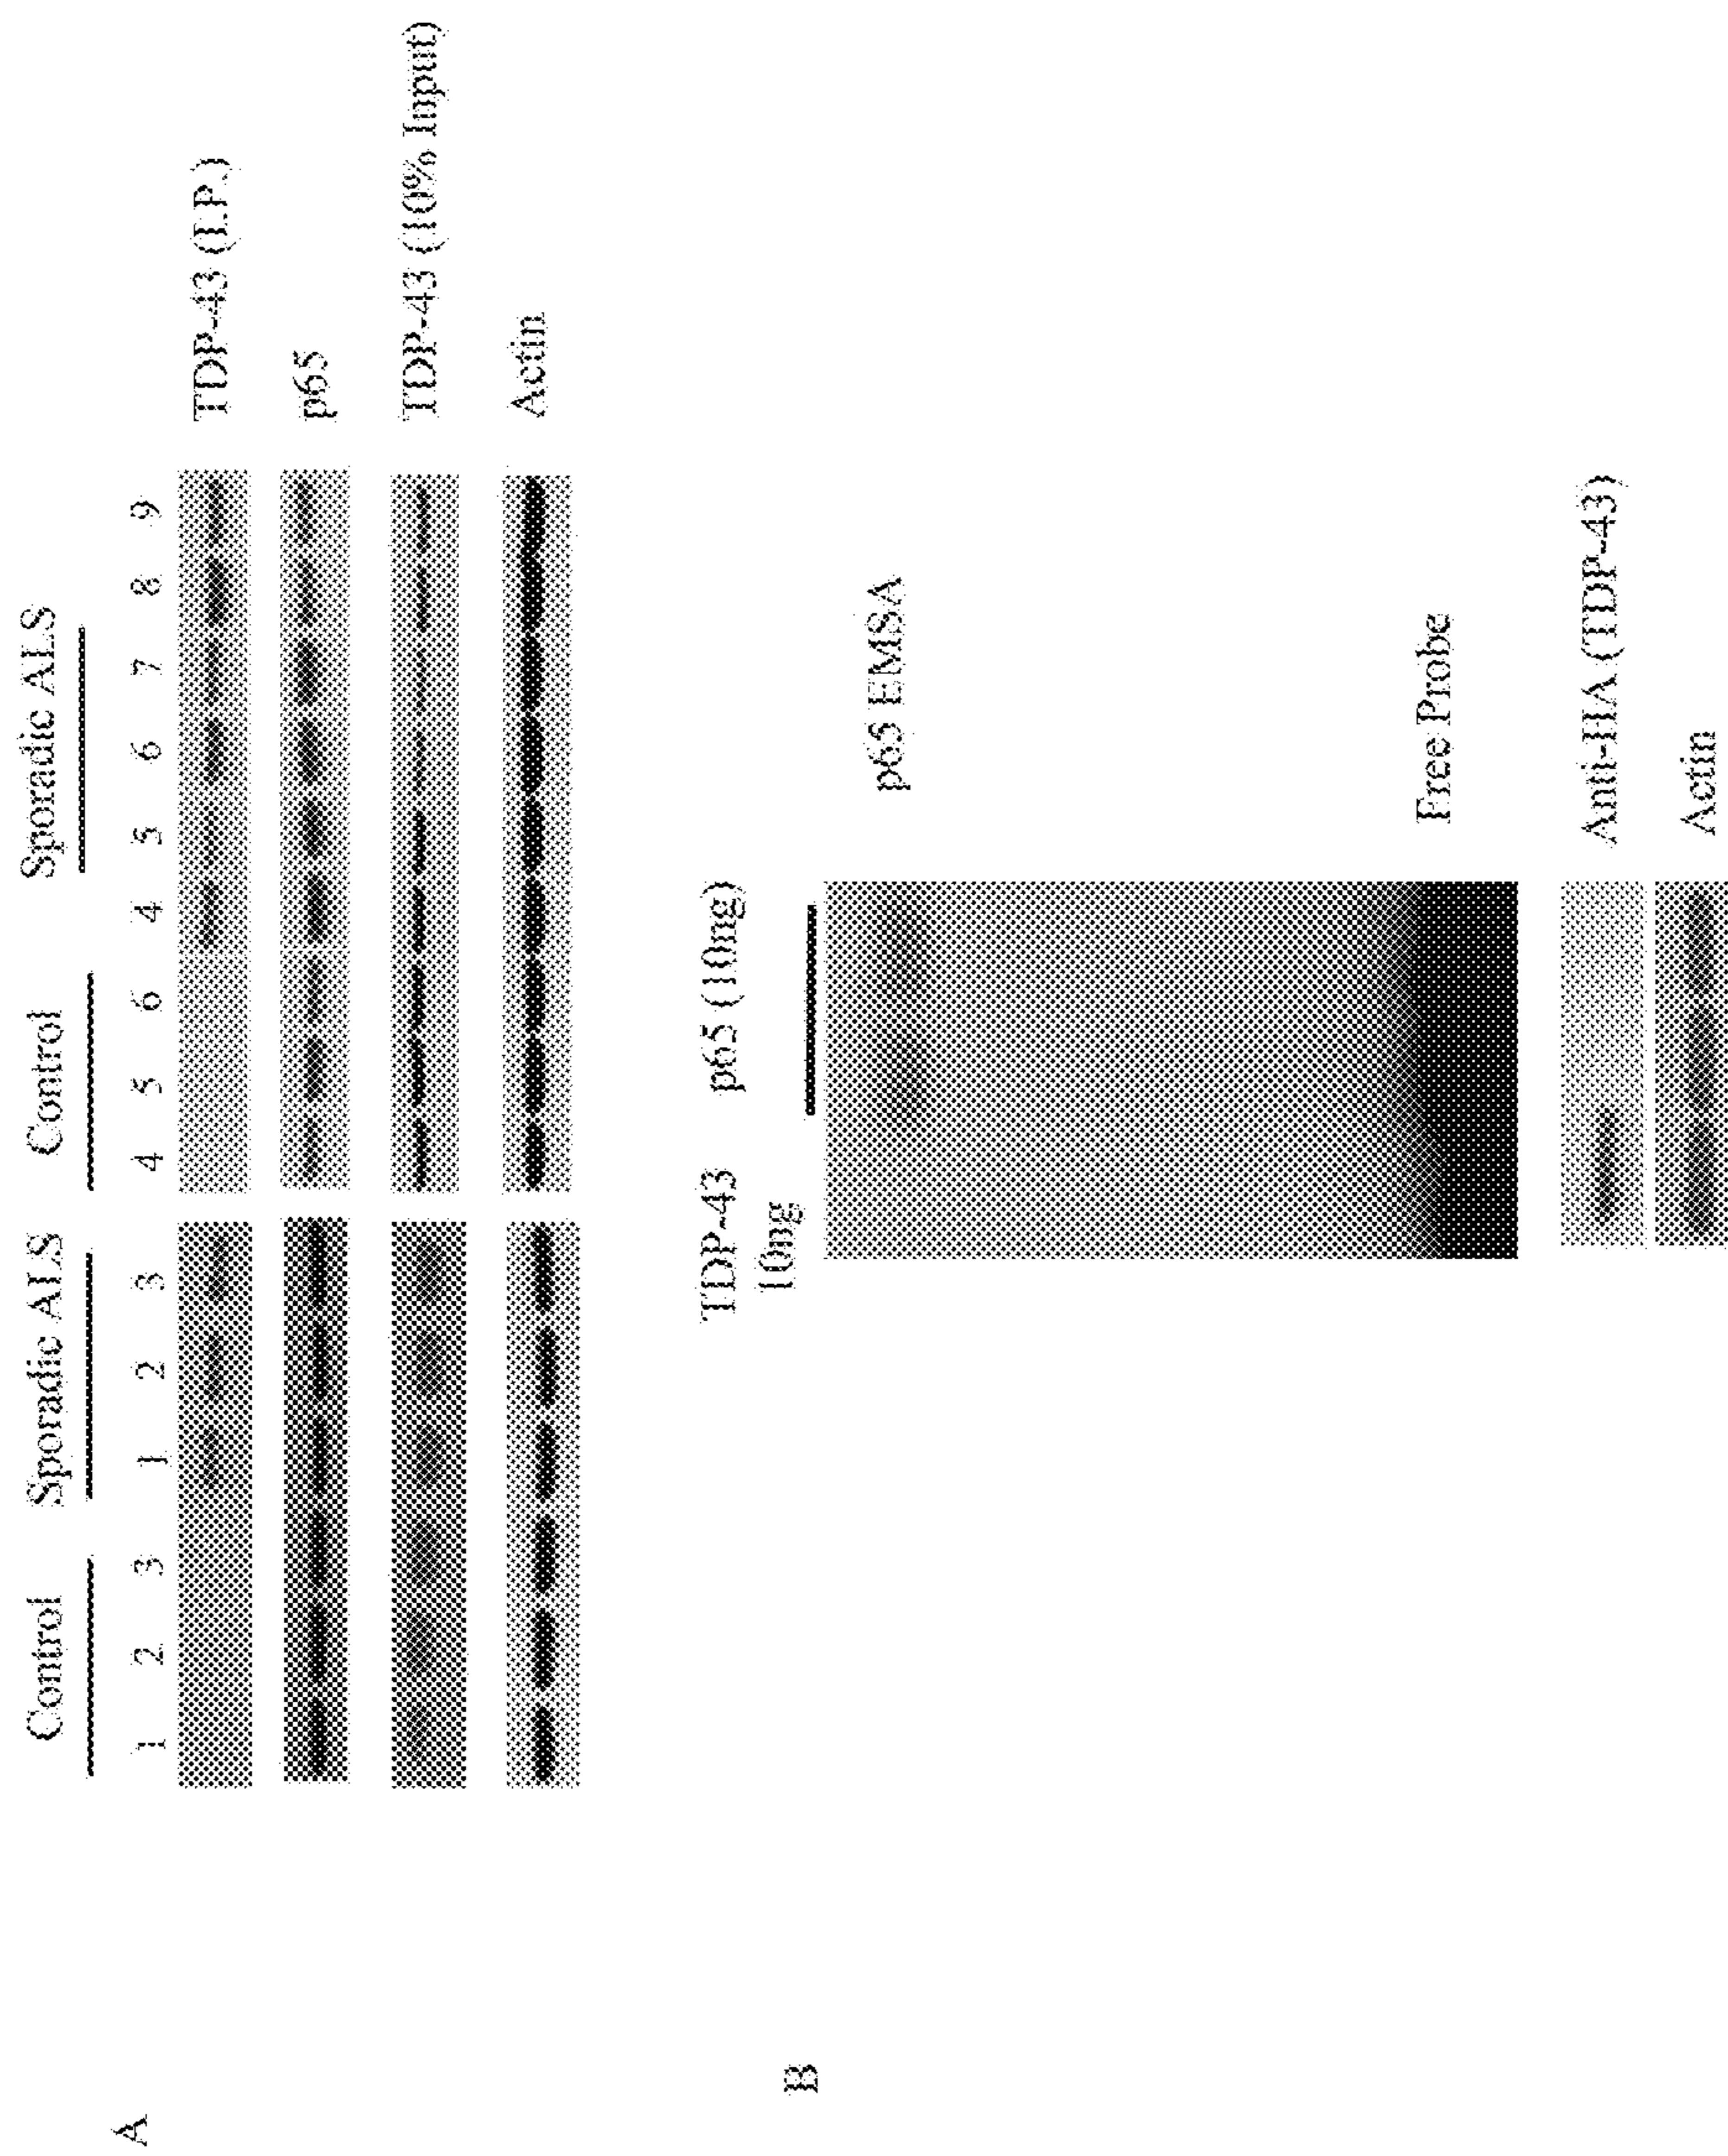 A
Control Sporadic ALS Control Sporadic ALS
1 2 3 1 2 3 4 5 6 4 5 6 7 8 9
TDP-43 (I.P.)
p65
TDP-43 (10% Input)
Actin
B
TDP-43 p65 (10ng)
10ng
p65 EMSA
Free Probe
Anti-HA (TDP-43)
Actin